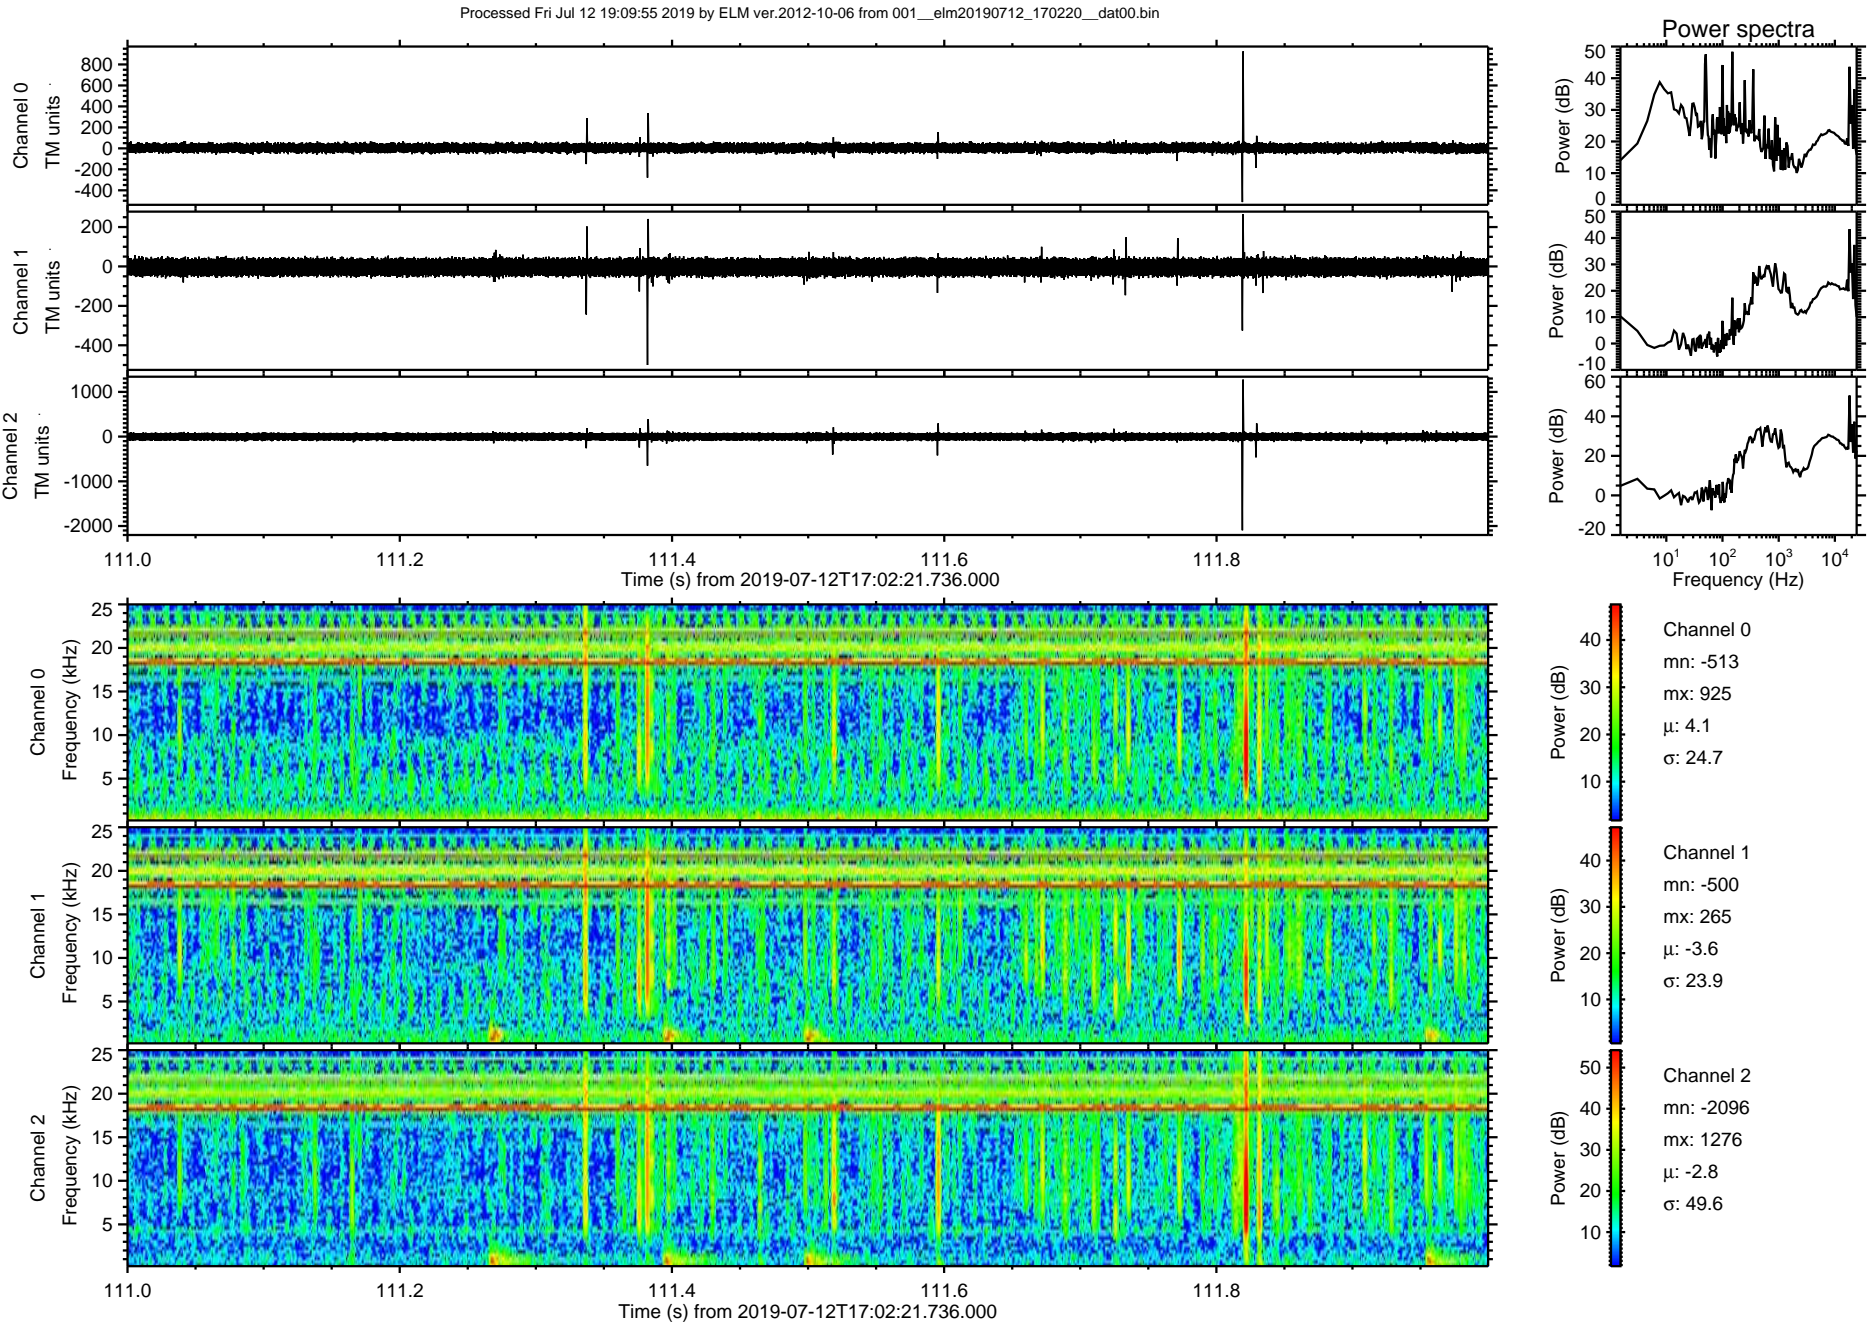 Processed Fri Jul 12 19:09:55 2019 by ELM ver.2012-10-06 from 001__elm20190712_170220__dat00.bin
Power spectra
Channel 0
TM units
800
600
400
200
0
-200
-400
Power (dB)
50
40
30
20
10
0
Channel 1
TM units
200
0
-200
-400
Power (dB)
50
40
30
20
10
0
-10
Channel 2
TM units
1000
0
-1000
-2000
Power (dB)
60
40
20
0
-20
111.0 111.2 111.4 111.6 111.8
Time (s) from 2019-07-12T17:02:21.736.000
10^1 10^2 10^3 10^4
Frequency (Hz)
Channel 0
Frequency (kHz)
25
20
15
10
5
Power (dB)
40
30
20
10
Channel 0
mn: -513
mx: 925
μ: 4.1
σ: 24.7
Channel 1
Frequency (kHz)
25
20
15
10
5
Power (dB)
40
30
20
10
Channel 1
mn: -500
mx: 265
μ: -3.6
σ: 23.9
Channel 2
Frequency (kHz)
25
20
15
10
5
Power (dB)
50
40
30
20
10
Channel 2
mn: -2096
mx: 1276
μ: -2.8
σ: 49.6
111.0 111.2 111.4 111.6 111.8
Time (s) from 2019-07-12T17:02:21.736.000